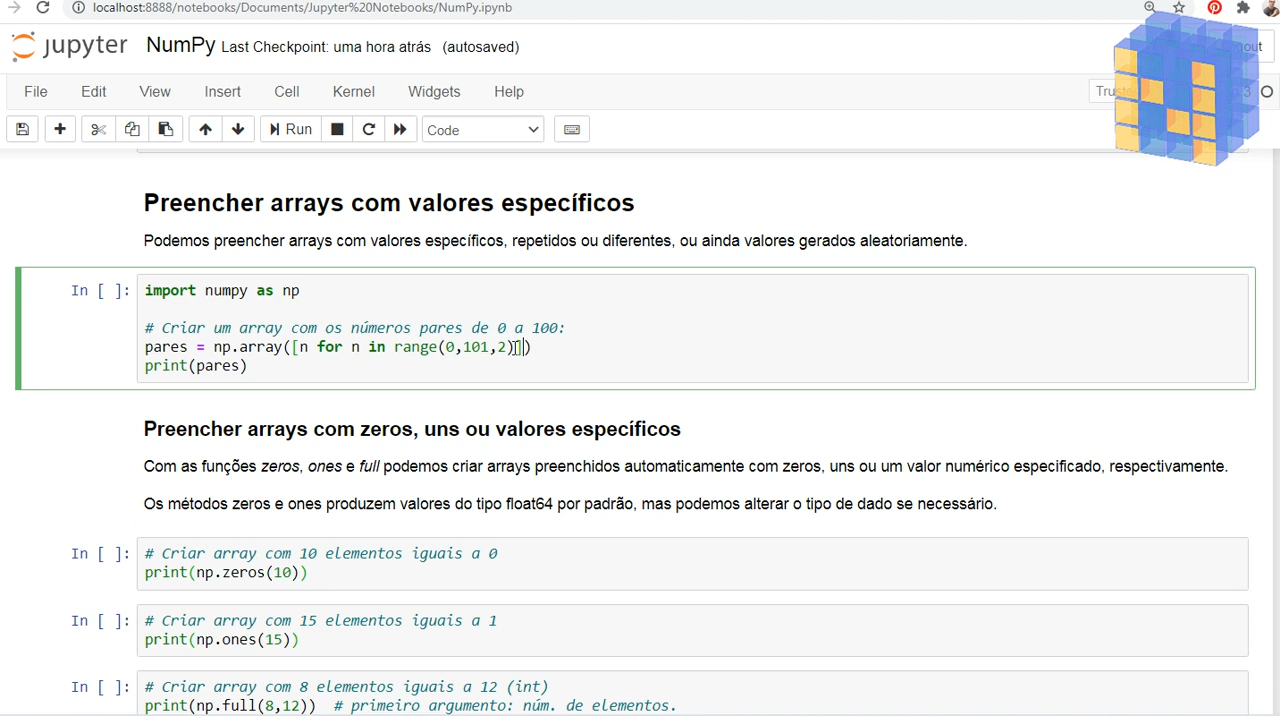 localhost:8888/notebooks/Documents/Jupyter%20Notebooks/NumPy.ipynb
jupyter NumPy Last Checkpoint: uma hora atrás (autosaved)
File Edit View Insert Cell Kernel Widgets Help
Run Code
Preencher arrays com valores específicos
Podemos preencher arrays com valores específicos, repetidos ou diferentes, ou ainda valores gerados aleatoriamente.
In [ ]: import numpy as np
# Criar um array com os números pares de 0 a 100:
pares = np.array([n for n in range(0,101,2)])
print(pares)
Preencher arrays com zeros, uns ou valores específicos
Com as funções zeros, ones e full podemos criar arrays preenchidos automaticamente com zeros, uns ou um valor numérico especificado, respectivamente.
Os métodos zeros e ones produzem valores do tipo float64 por padrão, mas podemos alterar o tipo de dado se necessário.
In [ ]: # Criar array com 10 elementos iguais a 0
print(np.zeros(10))
In [ ]: # Criar array com 15 elementos iguais a 1
print(np.ones(15))
In [ ]: # Criar array com 8 elementos iguais a 12 (int)
print(np.full(8,12)) # primeiro argumento: núm. de elementos.